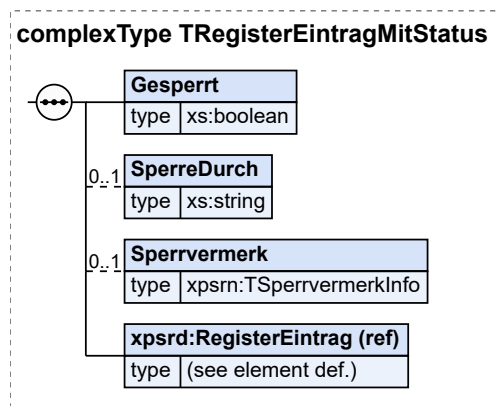 complexType TRegisterEintragMitStatus
Gesperrt
type xs:boolean
0..1
SperreDurch
type xs:string
0..1
Sperrvermerk
type xpsrn:TSperrvermerkInfo
xpsrd:RegisterEintrag (ref)
type (see element def.)